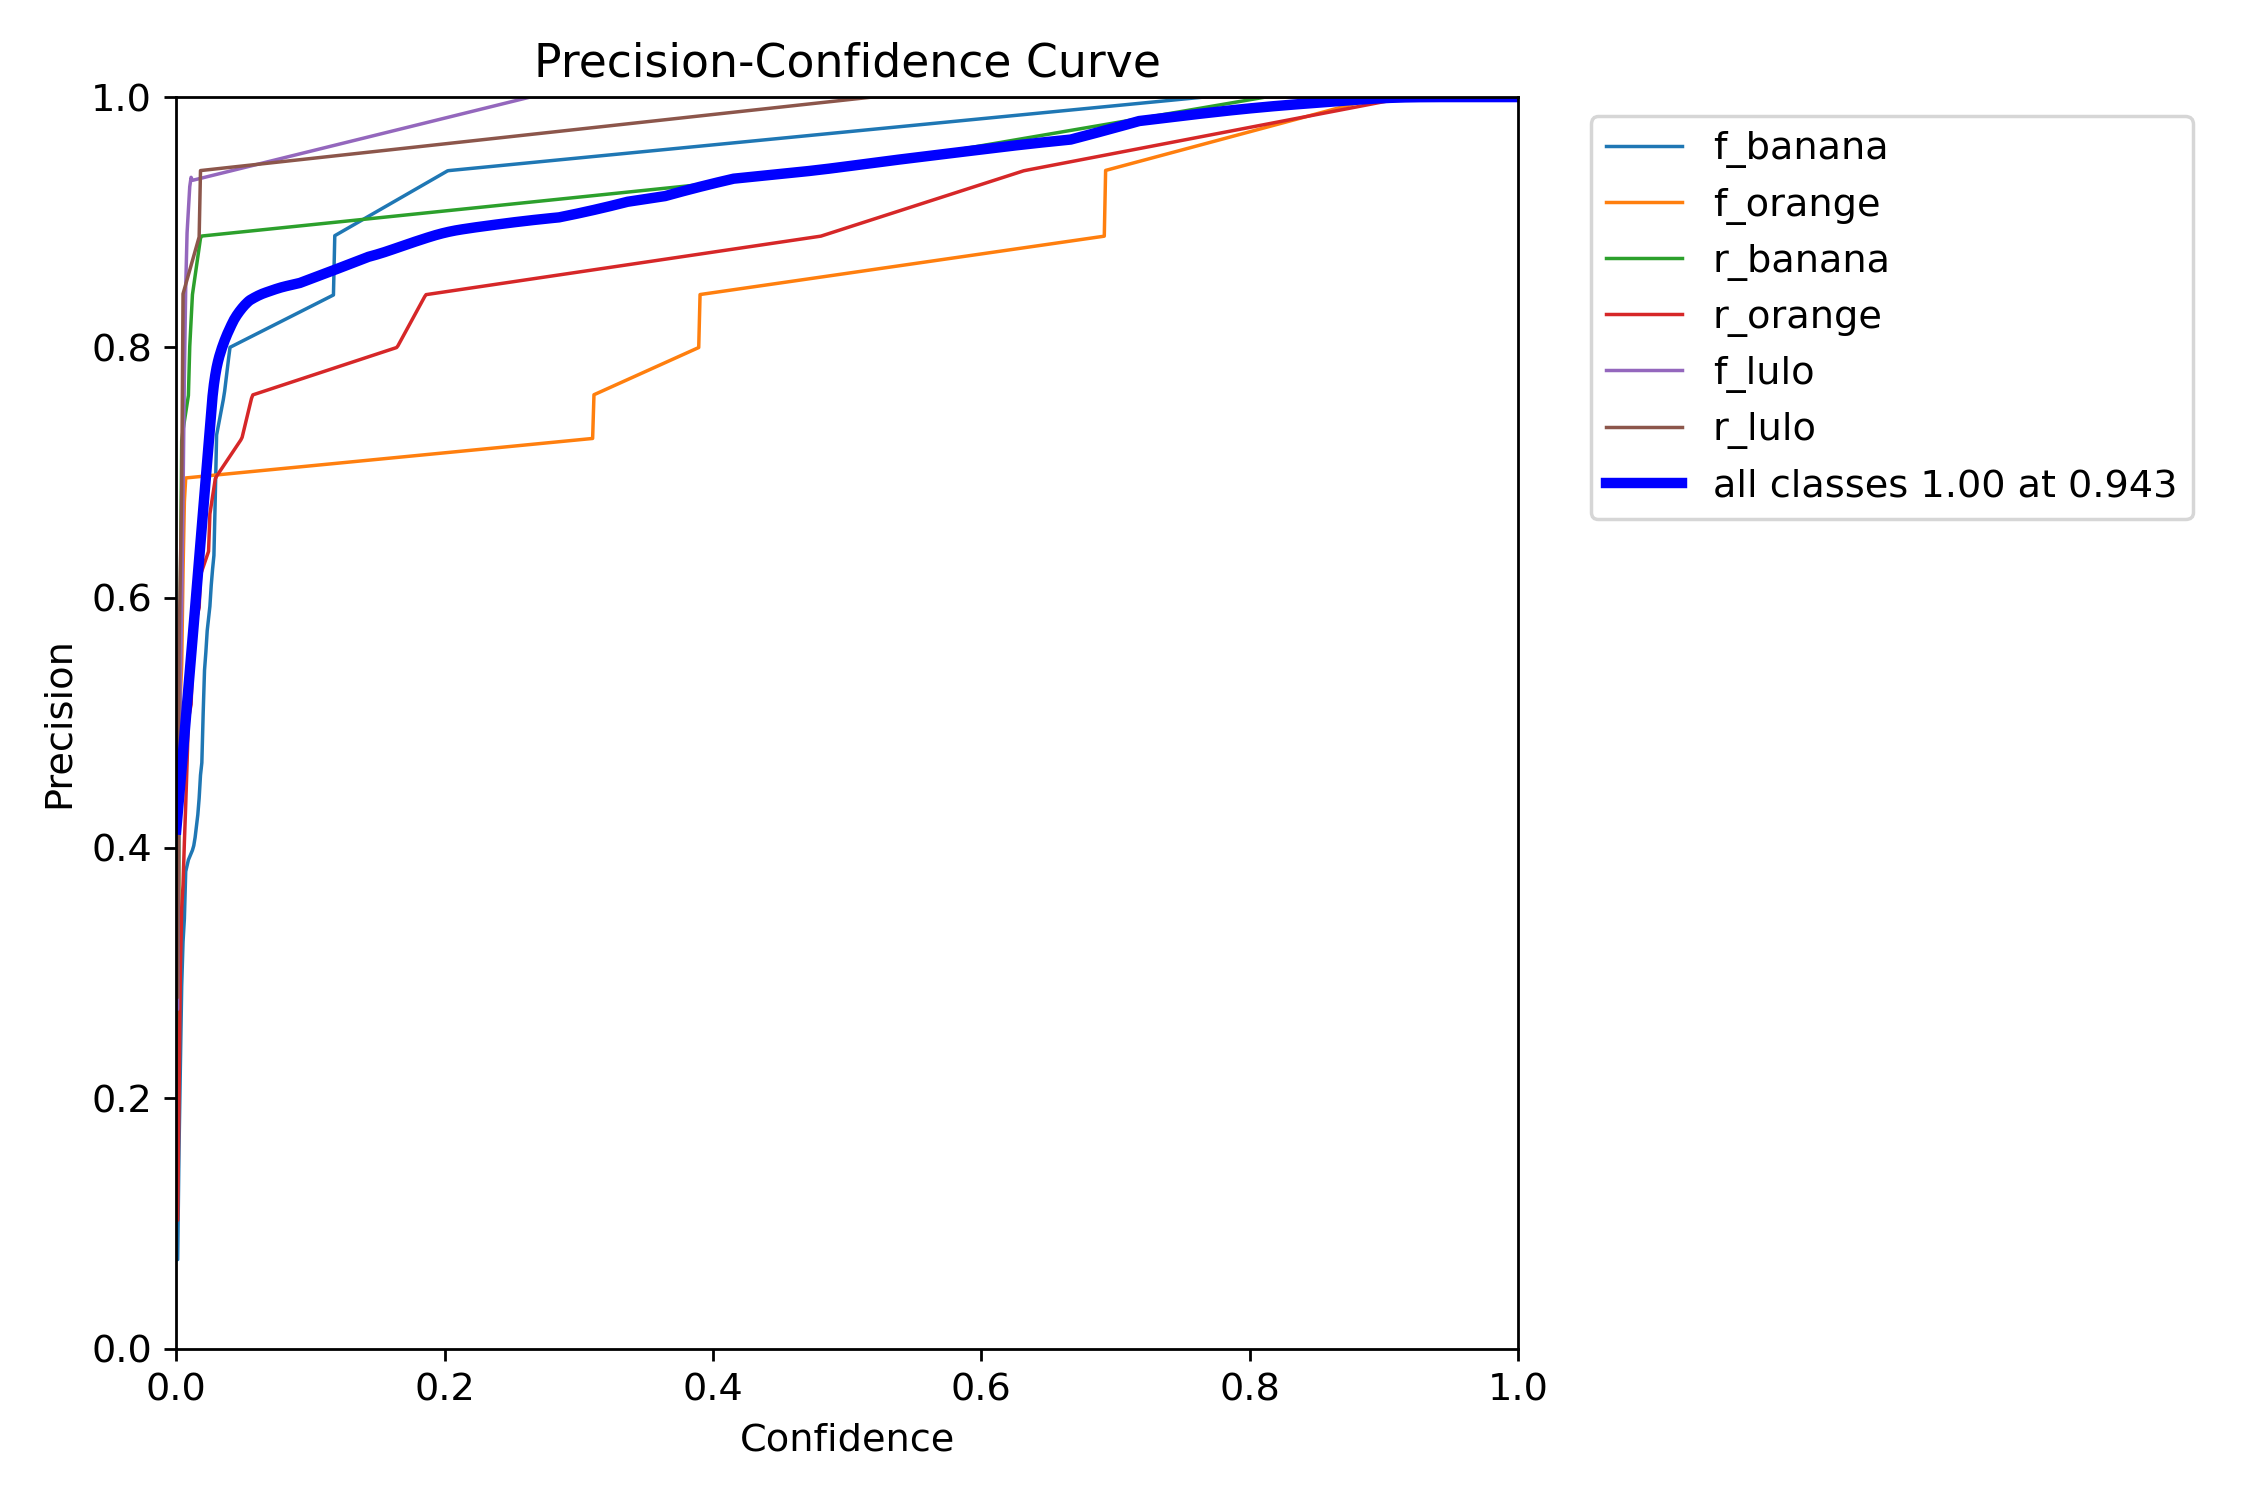 Precision-Confidence Curve
1.0
0.8
0.6
0.4
0.2
0.0
Precision
0.0 0.2 0.4 0.6 0.8 1.0
Confidence
f_banana
f_orange
r_banana
r_orange
f_lulo
r_lulo
all classes 1.00 at 0.943